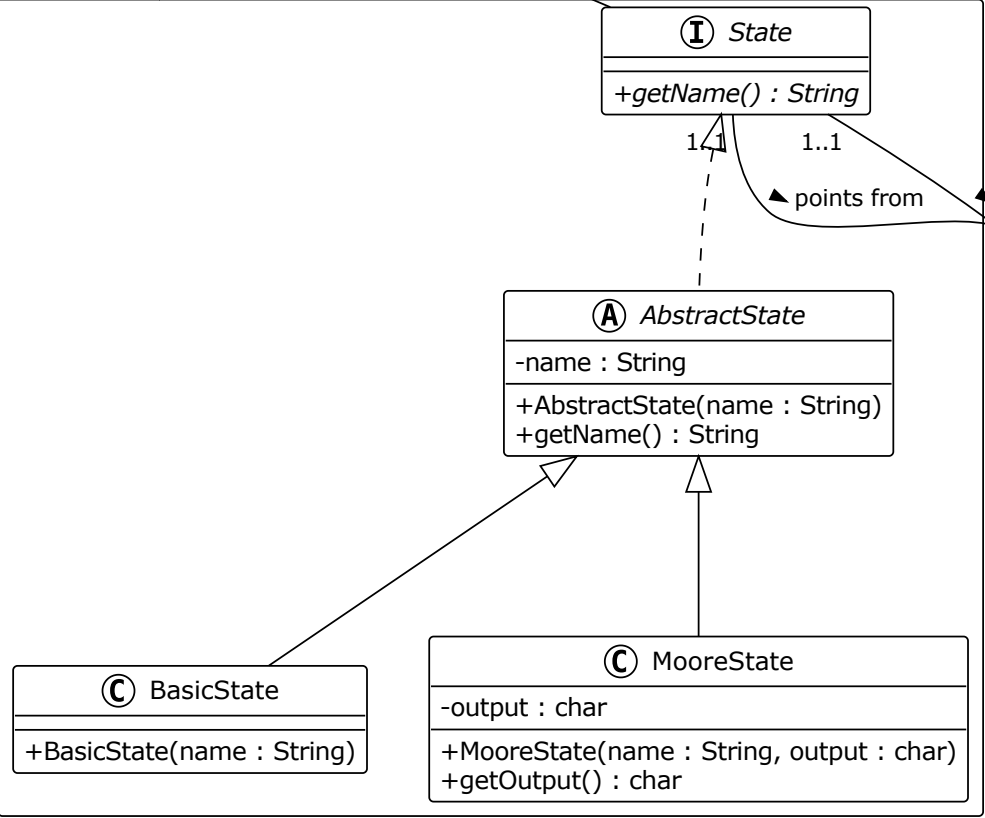 I State
+getName() : String
1..1
1..1
points from
A AbstractState
-name : String
+AbstractState(name : String)
+getName() : String
C BasicState
+BasicState(name : String)
C MooreState
-output : char
+MooreState(name : String, output : char)
+getOutput() : char